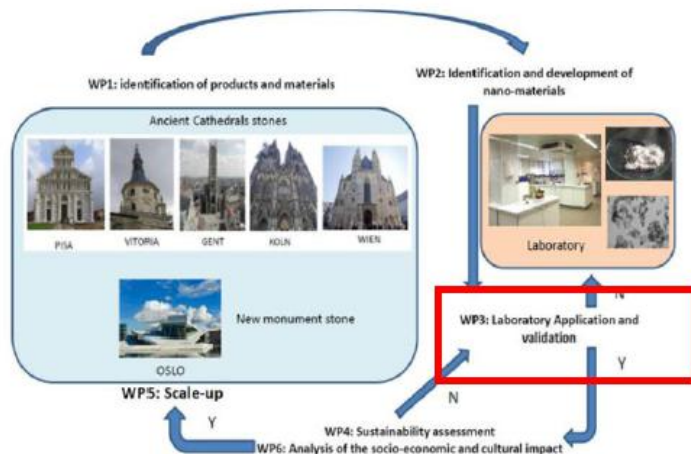 WP1: identification of products and materials
WP2: Identification and development of
nano-materials
Ancient Cathedrals stones
PISA
VITORIA
GENT
KOLN
WIEN
Laboratory
New monument stone
OSLO
N
WP3: Laboratory Application and
validation
Y
WP5: Scale-up
N
Y
WP4: Sustainability assessment
WP6: Analysis of the socio-economic and cultural impact